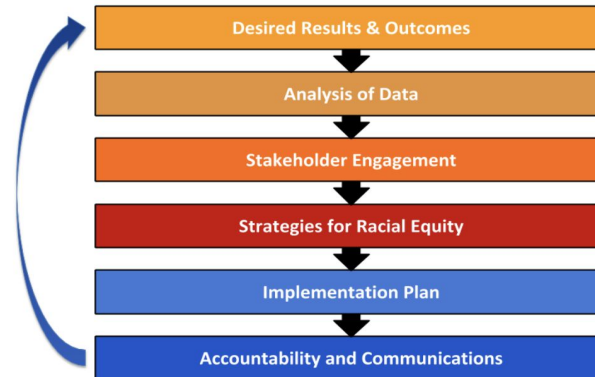 Desired Results & Outcomes
Analysis of Data
Stakeholder Engagement
Strategies for Racial Equity
Implementation Plan
Accountability and Communications